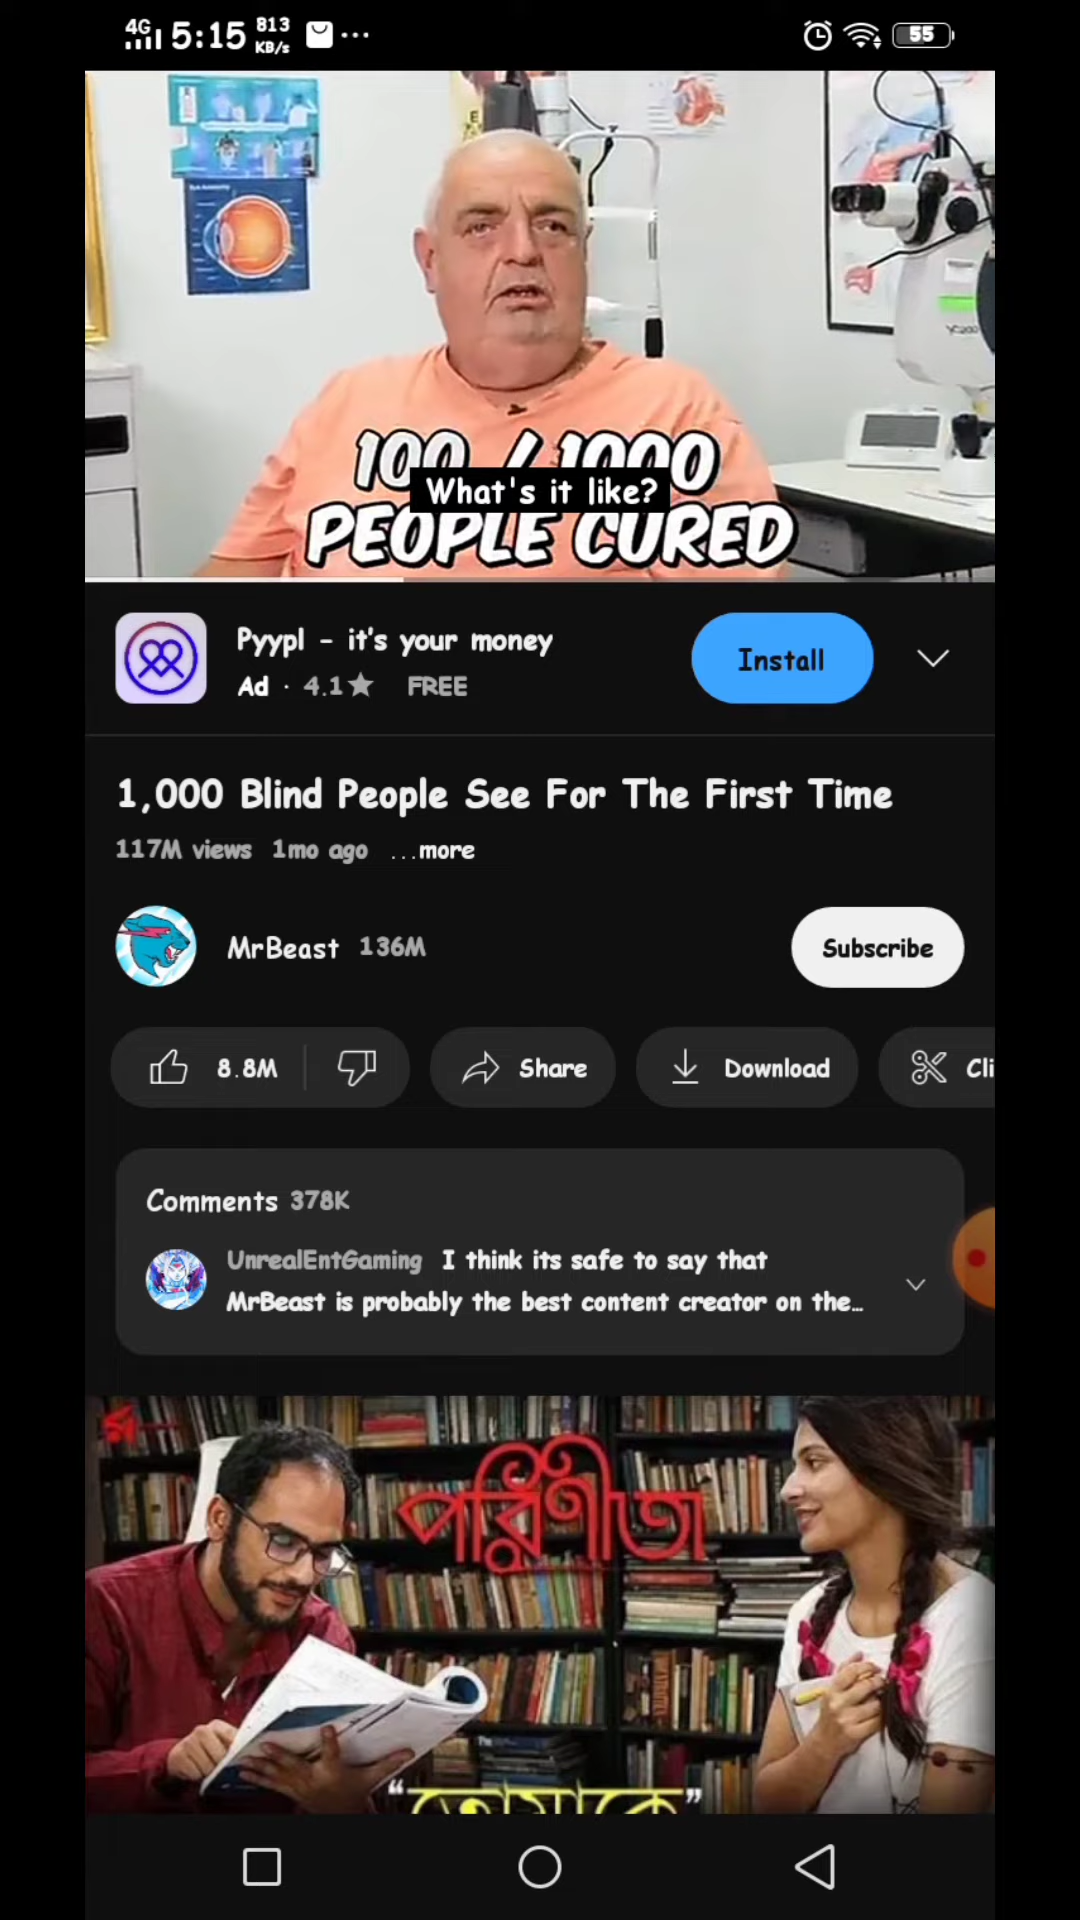 4G 5:15 813 KB/s ... 55
Eye Anatomy
E
YC200
100 / 1000
What's it like?
PEOPLE CURED
Pyypl - it's your money
Install
Ad · 4.1★ FREE
1,000 Blind People See For The First Time
117M views 1mo ago ...more
MrBeast 136M
Subscribe
8.8M
Share
Download
Cli
Comments 378K
UnrealEntGaming I think its safe to say that
MrBeast is probably the best content creator on the...
পরিণীতা
“তোমাকে”